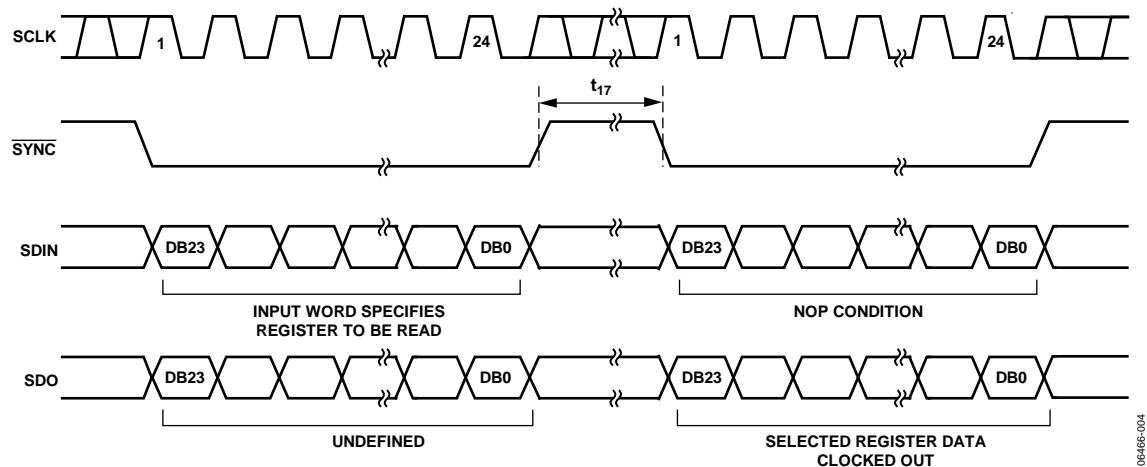 SCLK
1
24
1
24
t17
SYNC
SDIN
DB23
DB0
DB23
DB0
INPUT WORD SPECIFIES
REGISTER TO BE READ
NOP CONDITION
SDO
DB23
DB0
DB23
DB0
UNDEFINED
SELECTED REGISTER DATA
CLOCKED OUT
06466-004